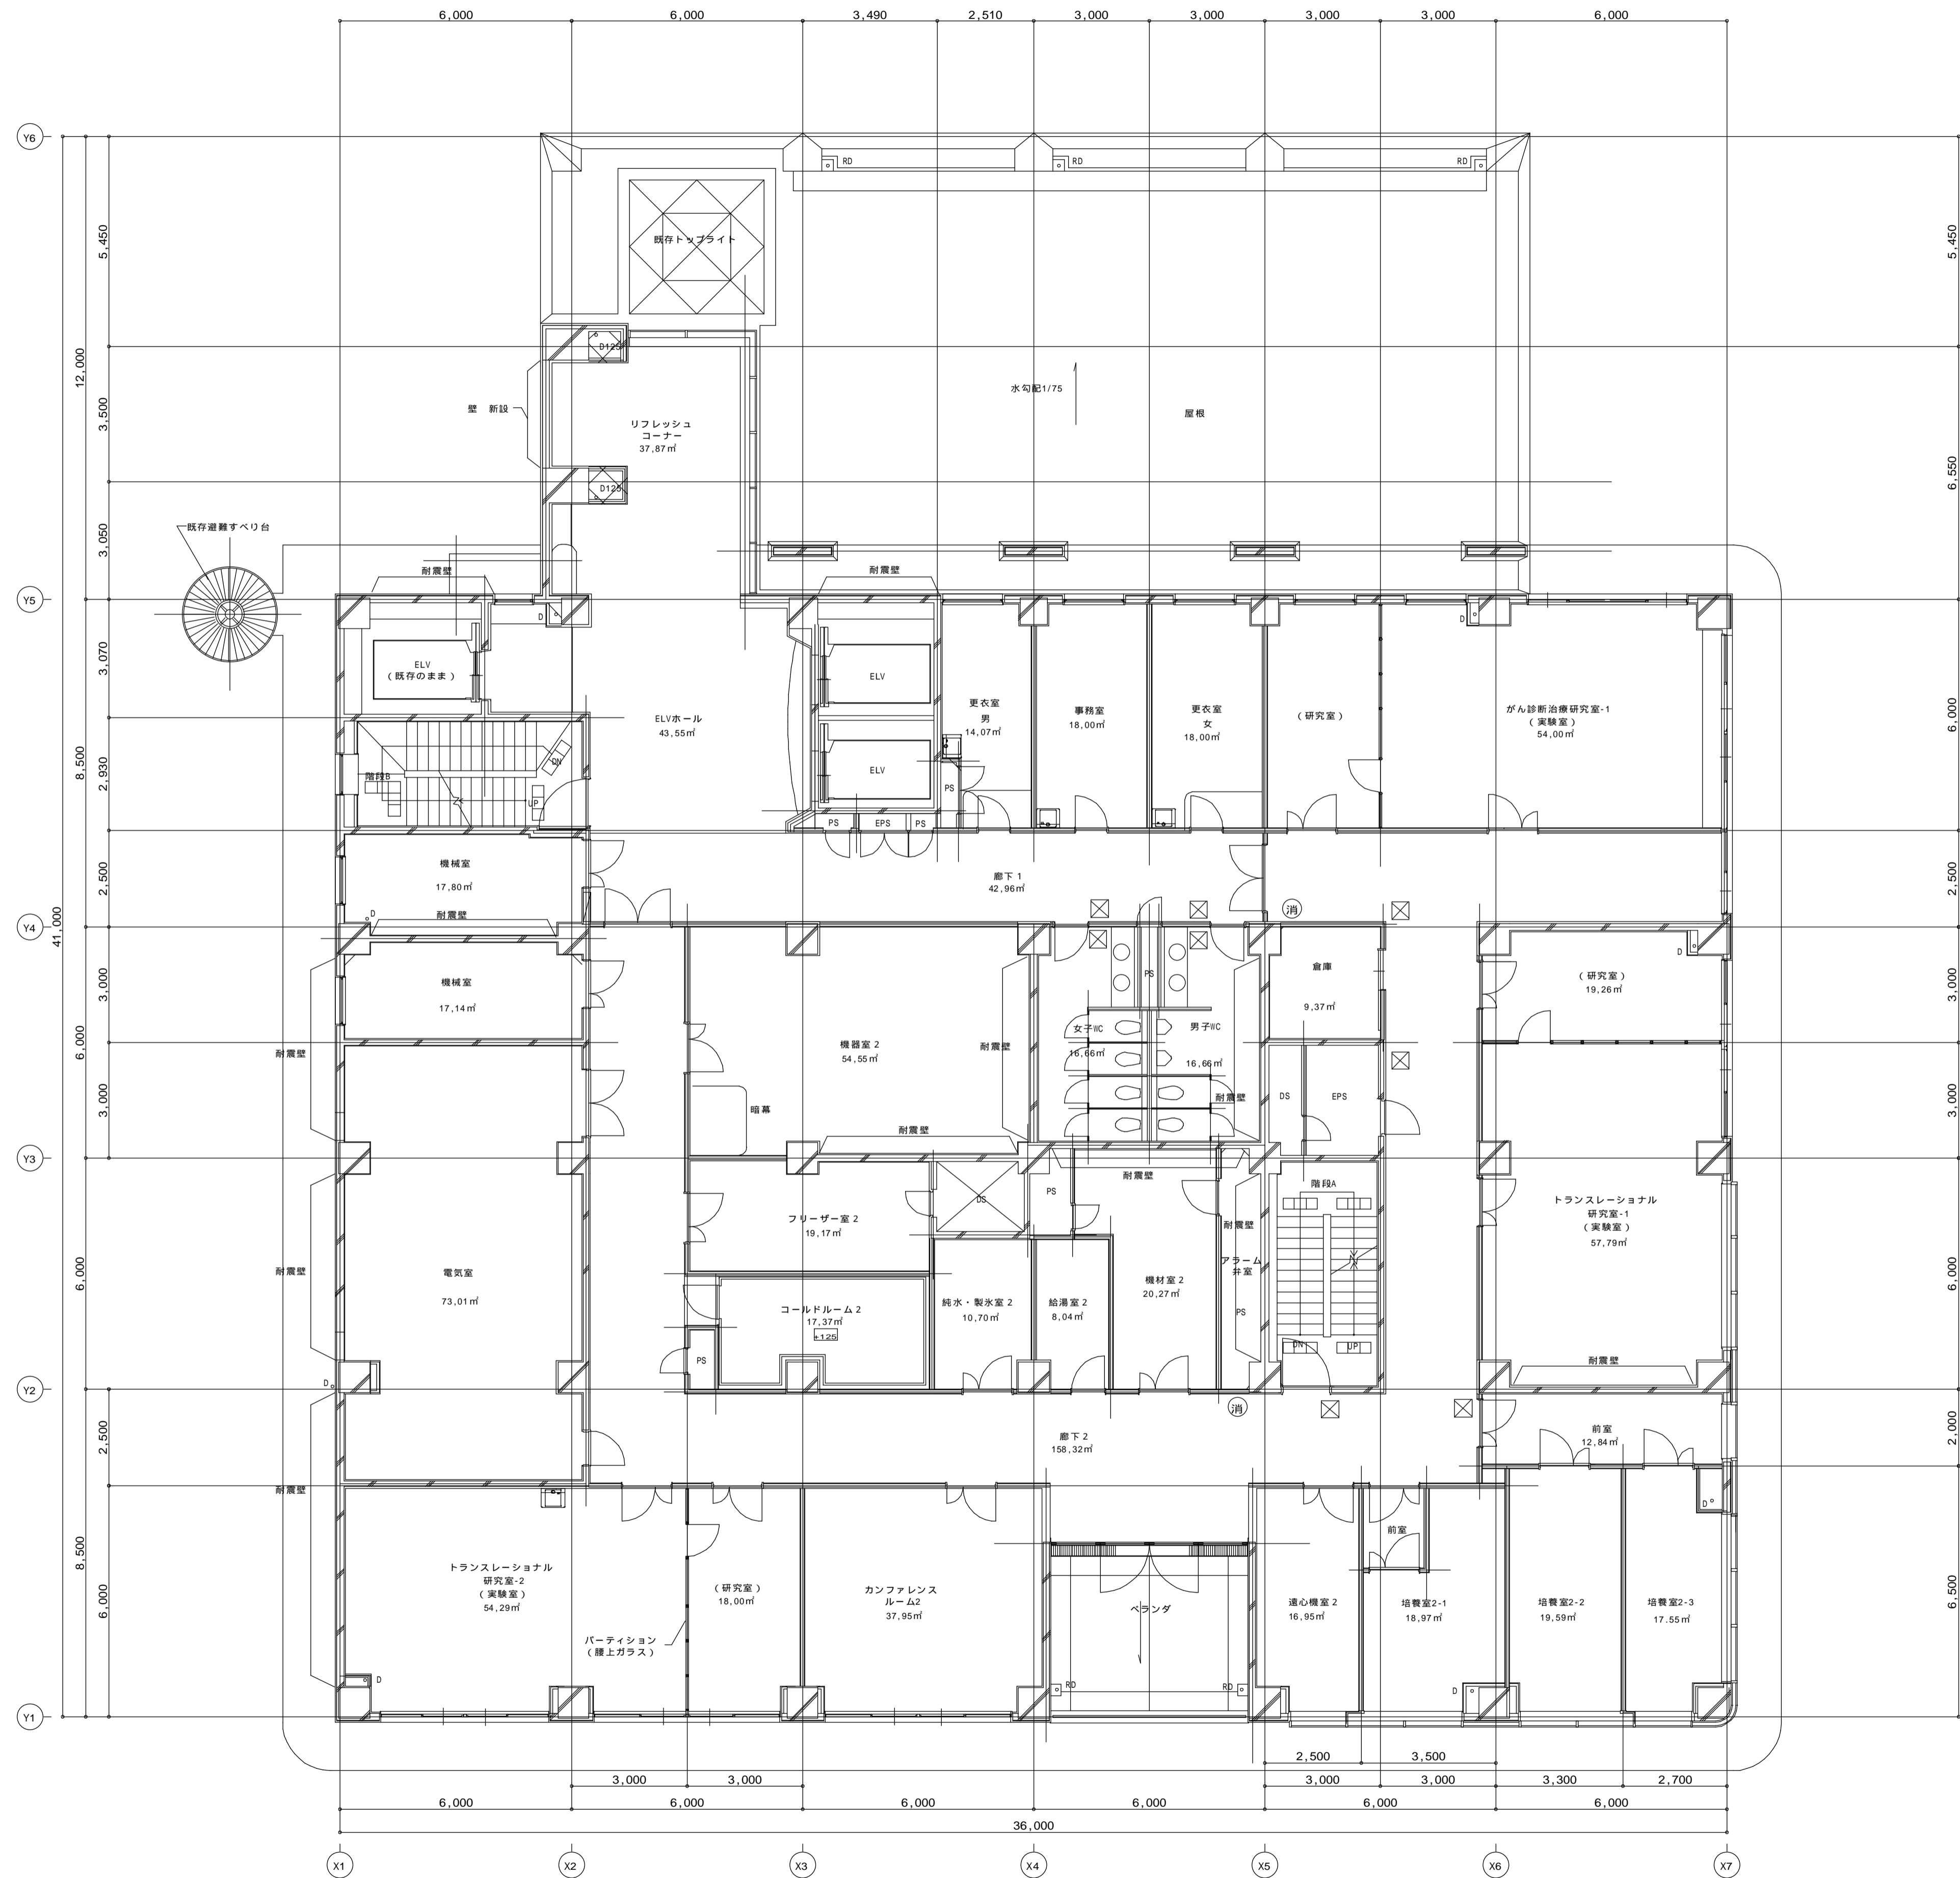 6,000
6,000
3,490
2,510
3,000
3,000
3,000
3,000
6,000
Y6
RD
RD
RD
5,450
5,450
既存トップライト
D125
12,000
水勾配1/75
壁 新設
屋根
3,500
リフレッシュ
コーナー
37,87㎡
6,550
D125
既存避難すべり台
3,050
耐震壁
耐震壁
Y5
D
D
ELV
(既存のまま)
3,070
ELV
ELVホール
43,55㎡
更衣室
男
14,07㎡
事務室
18,00㎡
更衣室
女
18,00㎡
(研究室)
がん診断治療研究室-1
(実験室)
54,00㎡
6,000
8,500
2,930
階段B
DN
UP
ELV
PS
PS
EPS
PS
機械室
17,80㎡
2,500
廊下1
42,96㎡
2,500
耐震壁
D
消
Y4
41,000
機械室
17,14㎡
3,000
PS
倉庫
9,37㎡
D
(研究室)
19,26㎡
3,000
耐震壁
6,000
機器室2
54,55㎡
耐震壁
女子WC
16,66㎡
男子WC
16,66㎡
3,000
暗幕
耐震壁
DS
EPS
3,000
耐震壁
Y3
耐震壁
PS
DS
階段A
フリーザー室2
19,17㎡
耐震壁
トランスレーショナル
研究室-1
(実験室)
57,79㎡
耐震壁
電気室
73,01㎡
6,000
アラーム
弁室
機材室2
20,27㎡
6,000
コールドルーム2
17,37㎡
+125
純水・製氷室2
10,70㎡
給湯室2
8,04㎡
PS
PS
DN
UP
耐震壁
D
Y2
消
2,500
廊下2
158,32㎡
前室
12,84㎡
2,000
耐震壁
D
前室
8,500
トランスレーショナル
研究室-2
(実験室)
54,29㎡
(研究室)
18,00㎡
カンファレンス
ルーム2
37,95㎡
ベランダ
遠心機室2
16,95㎡
培養室2-1
18,97㎡
培養室2-2
19,59㎡
培養室2-3
17.55㎡
6,000
6,500
パーティション
(腰上ガラス)
D
RD
RD
D
Y1
2,500
3,500
3,000
3,000
3,000
3,000
3,300
2,700
6,000
6,000
6,000
6,000
6,000
6,000
36,000
X1
X2
X3
X4
X5
X6
X7